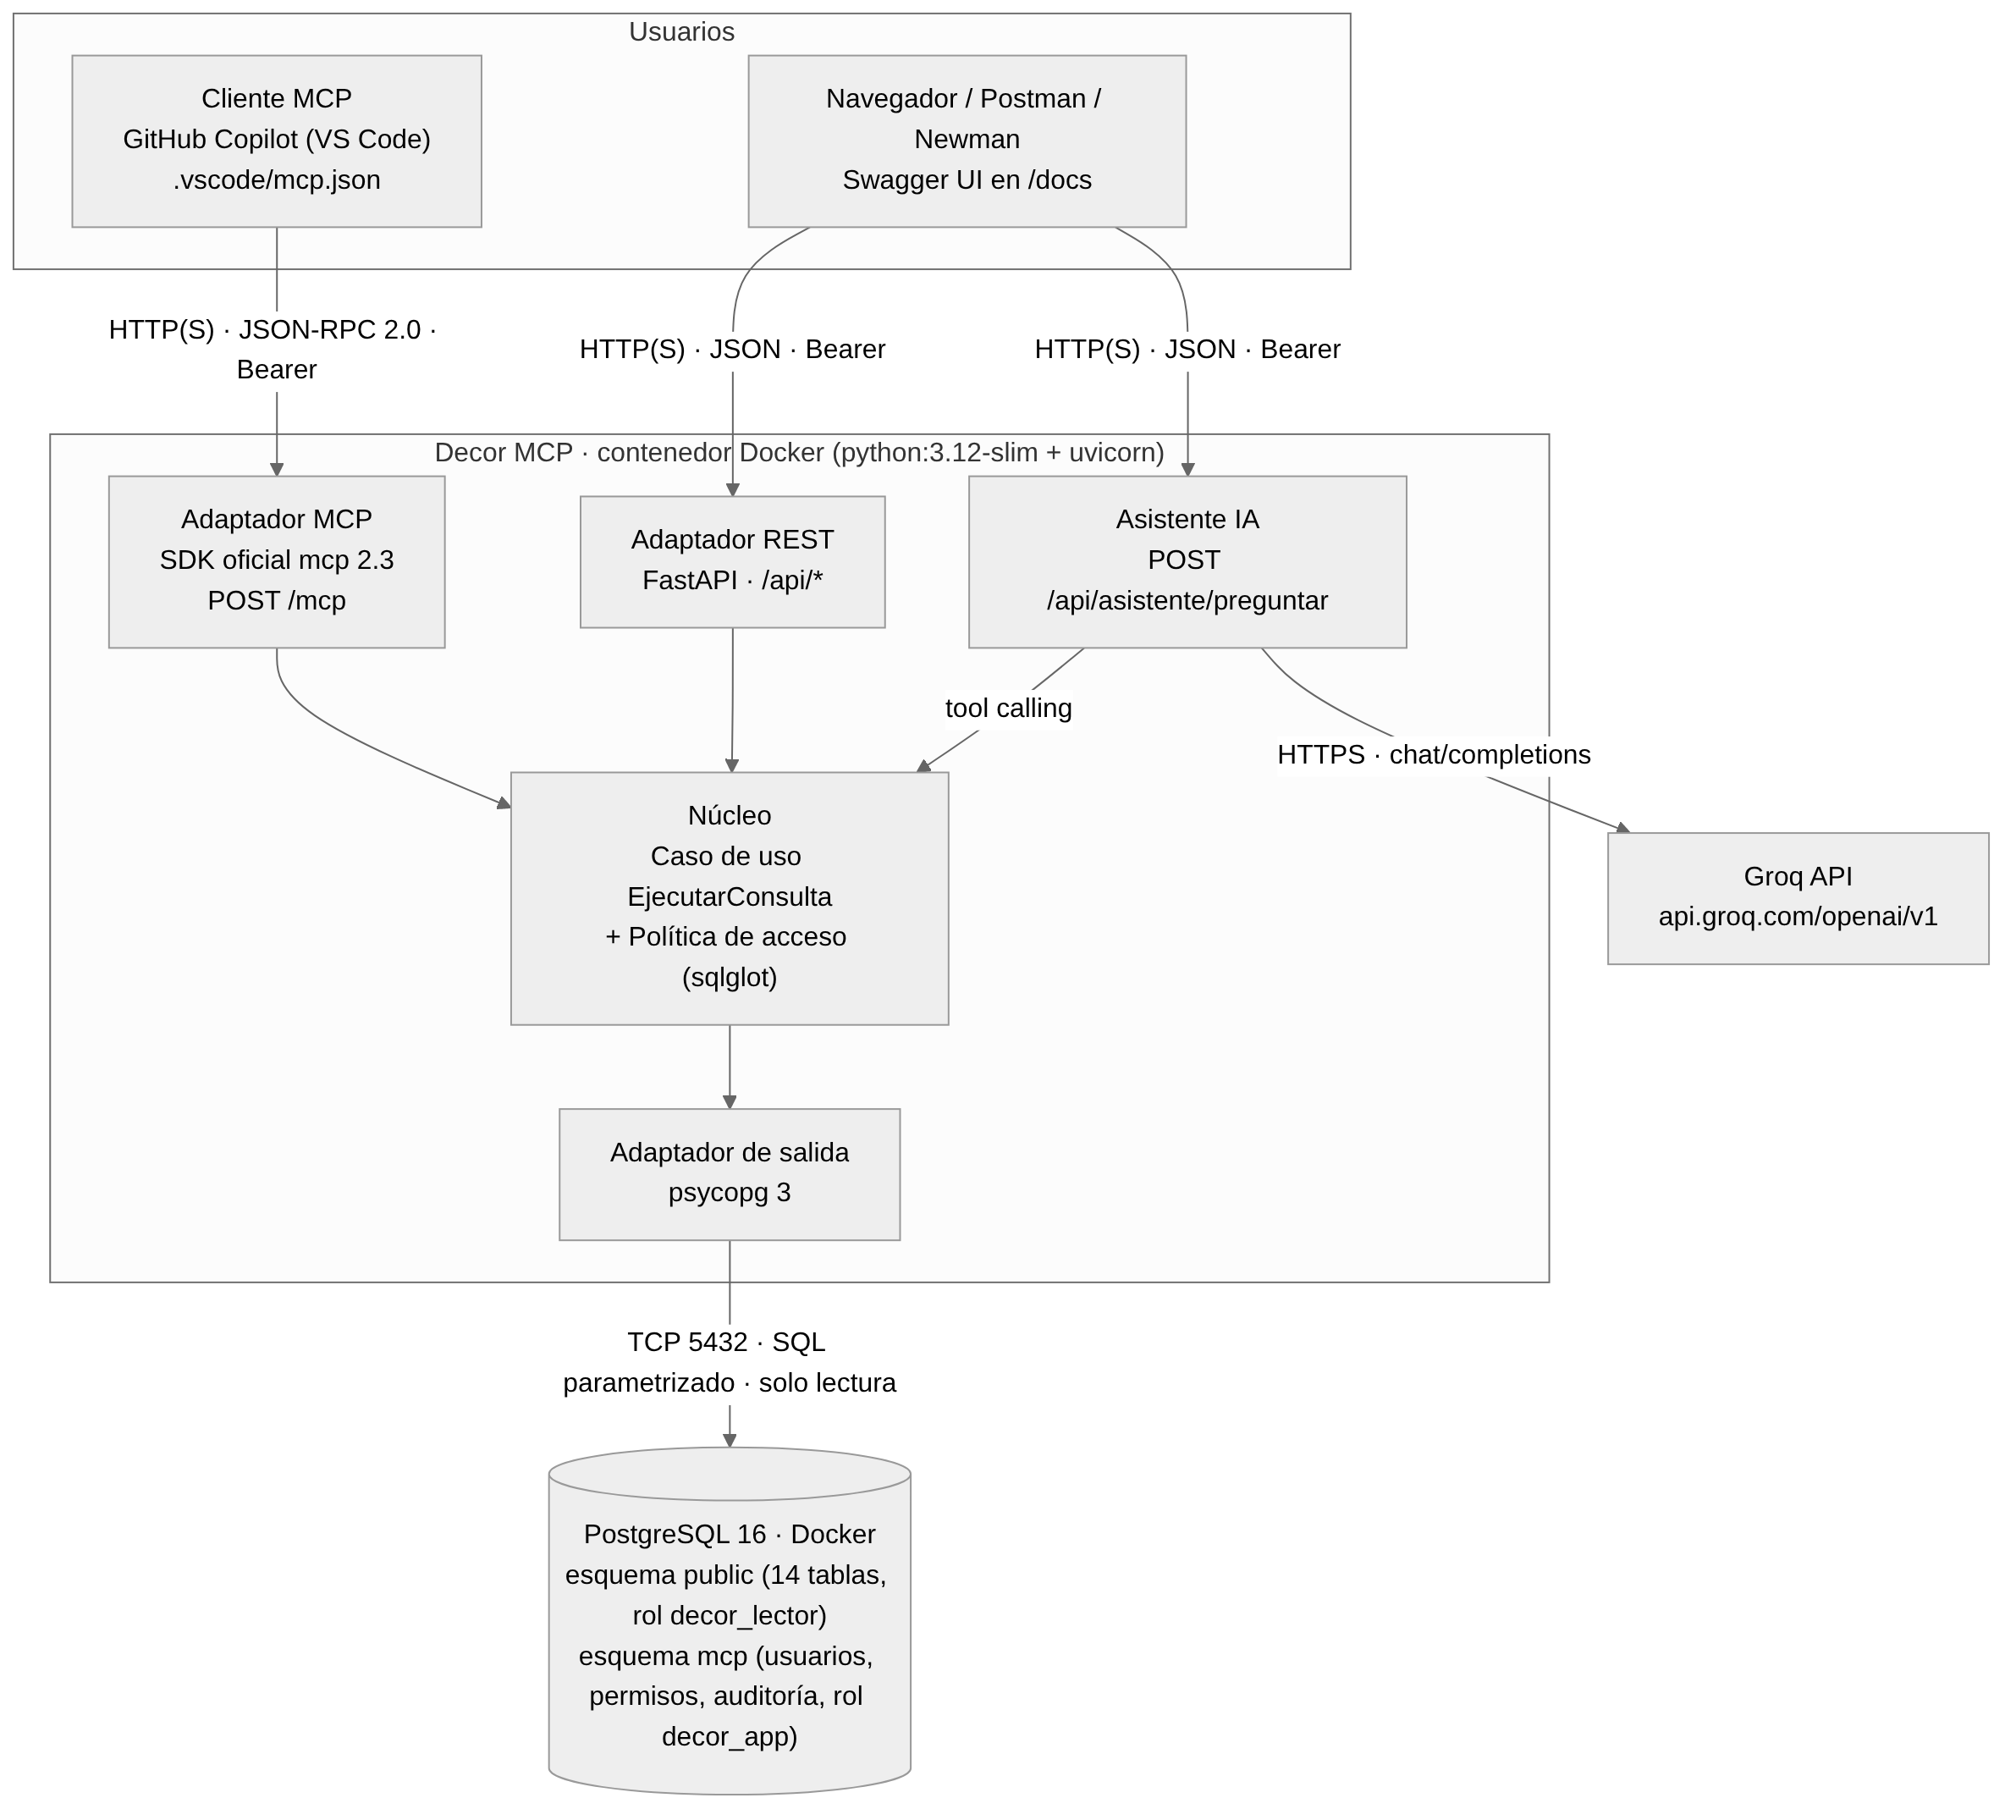 Usuarios
Cliente MCP
GitHub Copilot (VS Code)
.vscode/mcp.json
Navegador / Postman /
Newman
Swagger UI en /docs
HTTP(S) · JSON-RPC 2.0 ·
Bearer
HTTP(S) · JSON · Bearer
HTTP(S) · JSON · Bearer
Decor MCP · contenedor Docker (python:3.12-slim + uvicorn)
Adaptador MCP
SDK oficial mcp 2.3
POST /mcp
Adaptador REST
FastAPI · /api/*
Asistente IA
POST
/api/asistente/preguntar
tool calling
HTTPS · chat/completions
Núcleo
Caso de uso
EjecutarConsulta
+ Política de acceso
(sqlglot)
Groq API
api.groq.com/openai/v1
Adaptador de salida
psycopg 3
TCP 5432 · SQL
parametrizado · solo lectura
PostgreSQL 16 · Docker
esquema public (14 tablas,
rol decor_lector)
esquema mcp (usuarios,
permisos, auditoría, rol
decor_app)